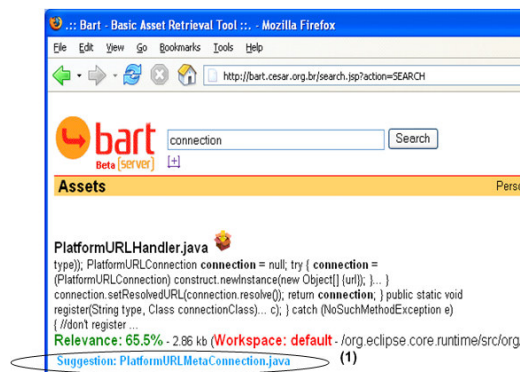 .:: Bart - Basic Asset Retrieval Tool ::. - Mozilla Firefox
File Edit View Go Bookmarks Tools Help
http://bart.cesar.org.br/search.jsp?action=SEARCH
bart
Beta [server]
connection
Search
[+]
Assets
Perso
PlatformURLHandler.java
type)); PlatformURLConnection connection = null; try { connection =
(PlatformURLConnection) construct.newInstance(new Object[] {url}); }... }
connection.setResolvedURL(connection.resolve()); return connection; } public static void
register(String type, Class connectionClass)... c); } catch (NoSuchMethodException e)
{ //don't register ...
Relevance: 65.5% - 2.86 kb (Workspace: default - /org.eclipse.core.runtime/src/org
Suggestion: PlatformURLMetaConnection.java
(1)